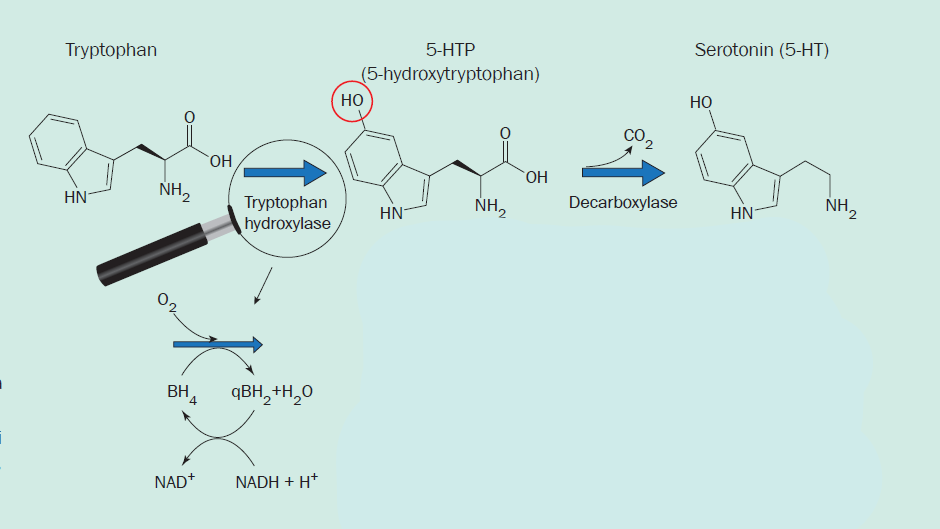 Tryptophan
5-HTP
(5-hydroxytryptophan)
Serotonin (5-HT)
O
OH
NH2
HN
Tryptophan
hydroxylase
HO
O
OH
NH2
HN
CO2
Decarboxylase
HO
NH2
HN
O2
BH4
qBH2+H2O
NAD+
NADH + H+